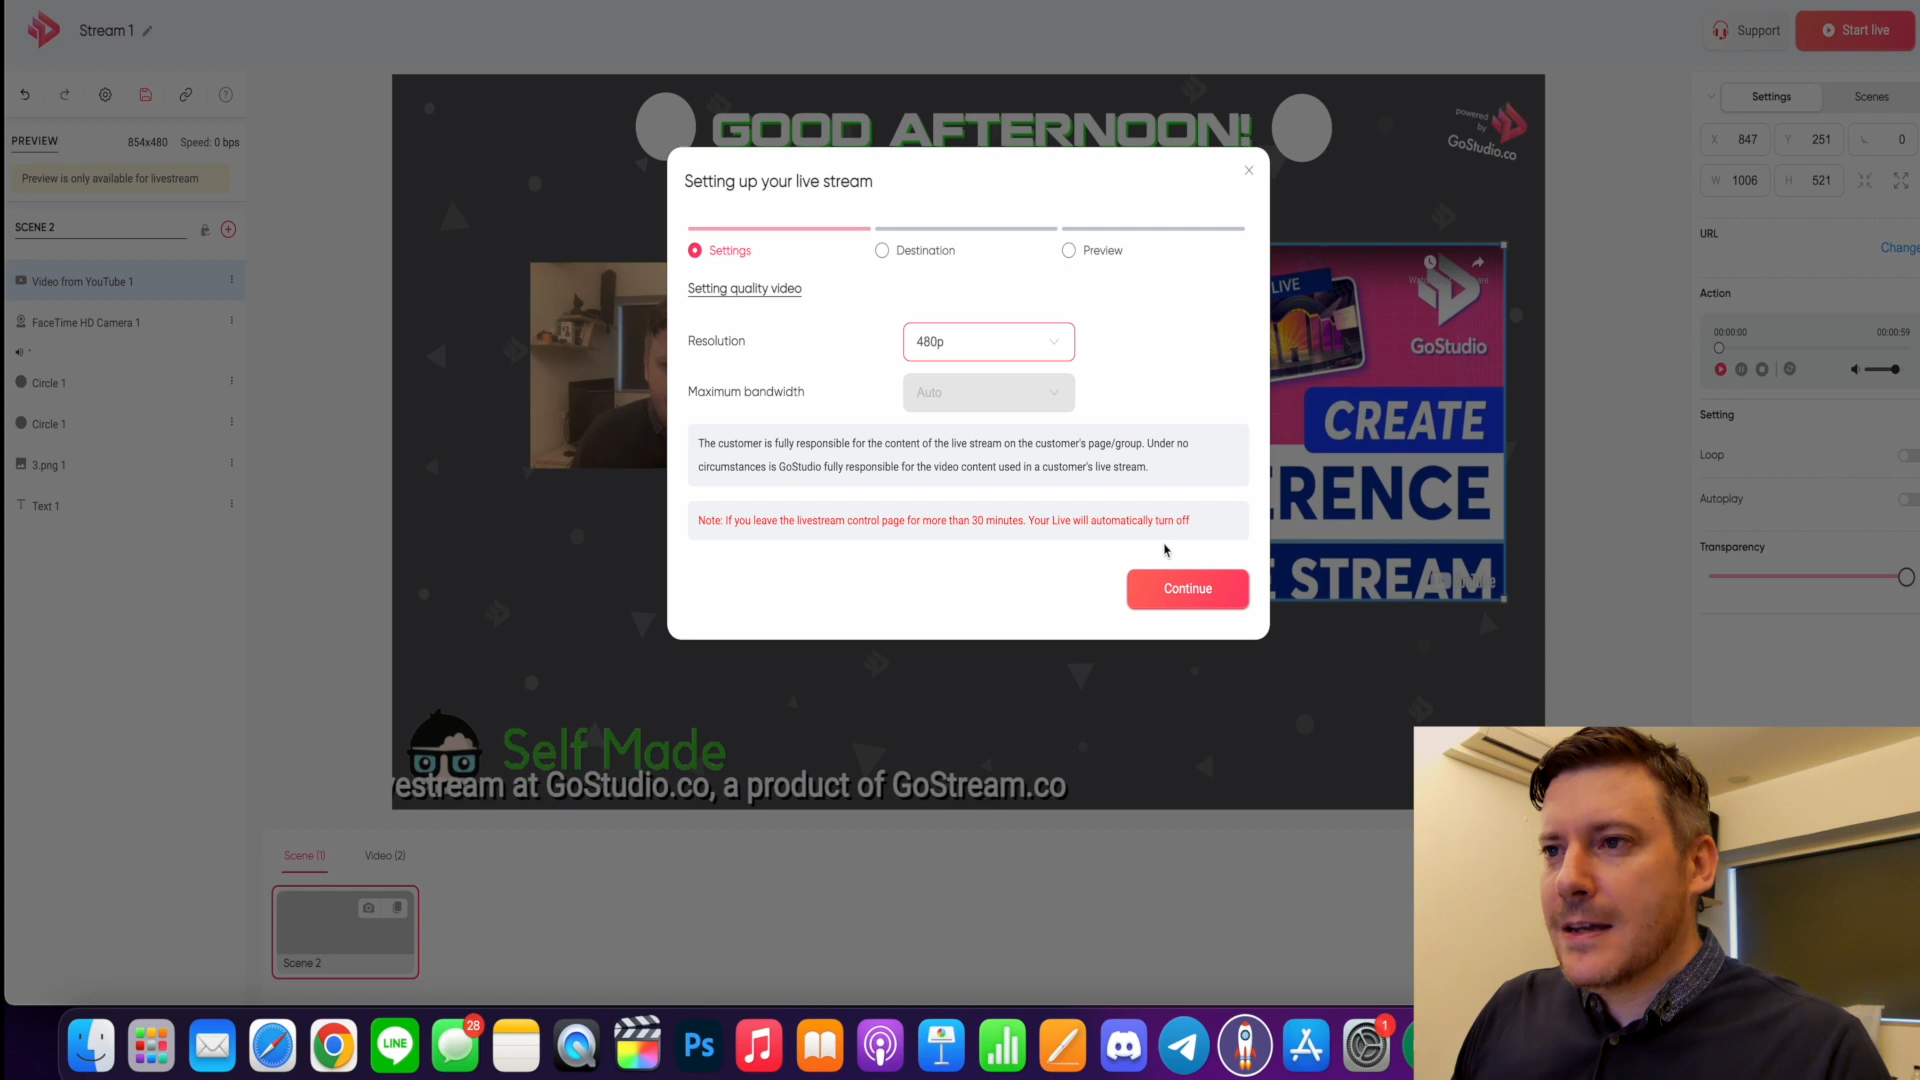 Stream 1
Support
Start live
PREVIEW
854x480
Speed: 0 bps
Preview is only available for livestream
SCENE 2
Video from YouTube 1
FaceTime HD Camera 1
Circle 1
Circle 1
3.png 1
Text 1
GOOD AFTERNOON!
powered
by
GoStudio.co
Setting up your live stream
Settings
Destination
Preview
Setting quality video
Resolution
480p
Maximum bandwidth
Auto
The customer is fully responsible for the content of the live stream on the customer's page/group. Under no
circumstances is GoStudio fully responsible for the video content used in a customer's live stream.
Note: If you leave the livestream control page for more than 30 minutes. Your Live will automatically turn off
Continue
LIVE
GoStudio
CREATE
ERENCE
E STREAM
Self Made
estream at GoStudio.co, a product of GoStream.co
Settings
Scenes
X 847
Y 251
0
W 1006
H 521
URL
Change
Action
00:00:00
00:00:59
Setting
Loop
Autoplay
Transparency
Scene (1)
Video (2)
Scene 2
LINE
28
Ps
1